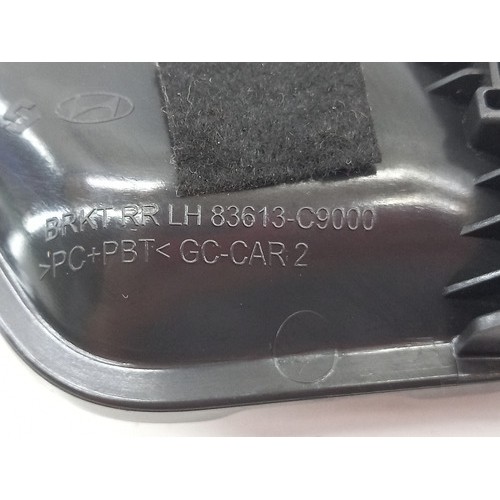 BRKT RR LH 83613-C9000
>PC+PBT< GC-CAR 2